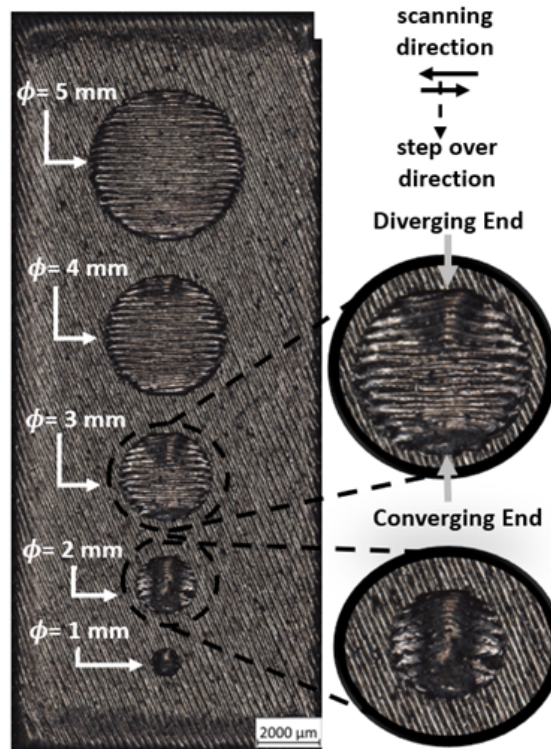 scanning
direction
step over
direction
ϕ= 5 mm
ϕ= 4 mm
ϕ= 3 mm
ϕ= 2 mm
ϕ= 1 mm
2000 µm
Diverging End
Converging End